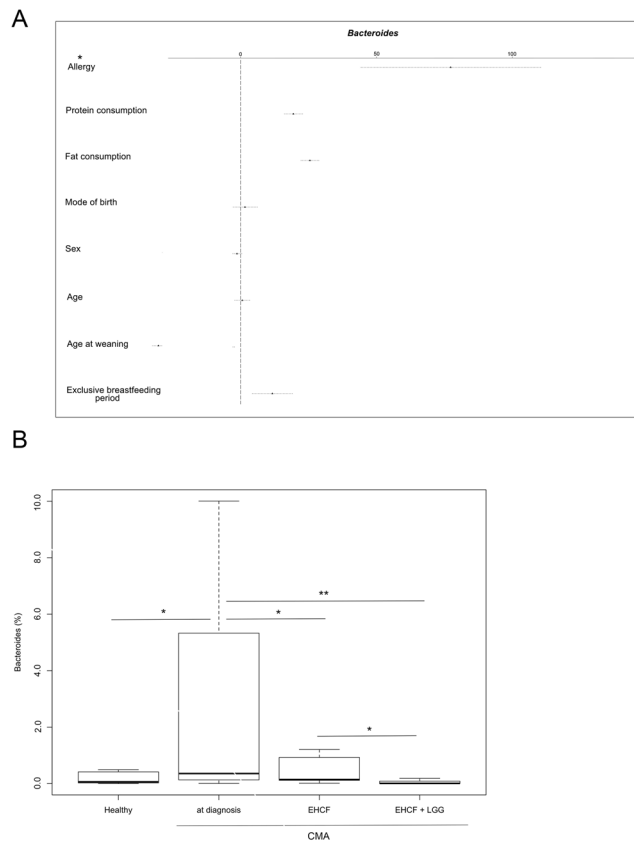 A
Bacteroides
0 50 100
*
Allergy
Protein consumption
Fat consumption
Mode of birth
Sex
Age
Age at weaning
Exclusive breastfeeding
period
B
Bacteroides (%)
10.0
8.0
6.0
4.0
2.0
0.0
**
* *
*
Healthy at diagnosis EHCF EHCF + LGG
CMA